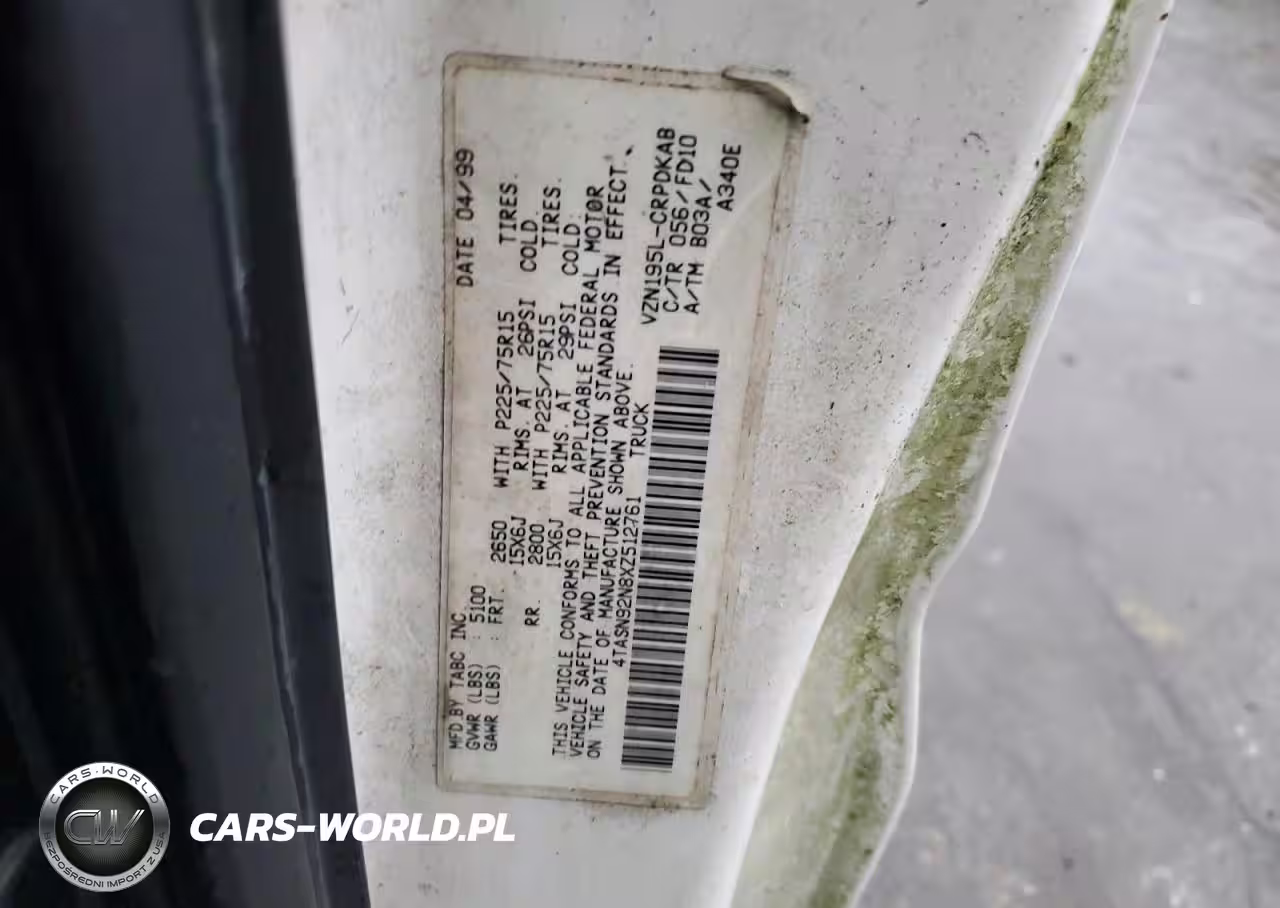 MFD.BY TABC INC. DATE 04/99
GVWR (LBS) : 5100
GAWR (LBS) : FRT. 2650 WITH P225/75R15 TIRES.
15X6J RIMS. AT 26PSI COLD
RR. 2800 WITH P225/75R15 TIRES.
15X6J RIMS. AT 29PSI COLD.
THIS VEHICLE CONFORMS TO ALL APPLICABLE FEDERAL MOTOR
VEHICLE SAFETY AND THEFT PREVENTION STANDARDS IN EFFECT
ON THE DATE OF MANUFACTURE SHOWN ABOVE.
4TASN92N8XZ512761 TRUCK
VZN195L-CRPDKAB
C/TR 056/FD10
A/TM B03A/
A340E
CARS-WORLD
CW
BEZPOŚREDNI IMPORT Z USA
CARS-WORLD.PL